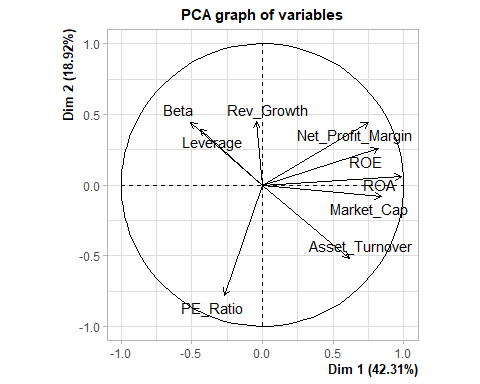 PCA graph of variables
Dim 2 (18.92%)
1.0
0.5
0.0
-0.5
-1.0
Beta
Rev_Growth
Net_Profit_Margin
Leverage
ROE
ROA
Market_Cap
Asset_Turnover
PE_Ratio
-1.0
-0.5
0.0
0.5
1.0
Dim 1 (42.31%)